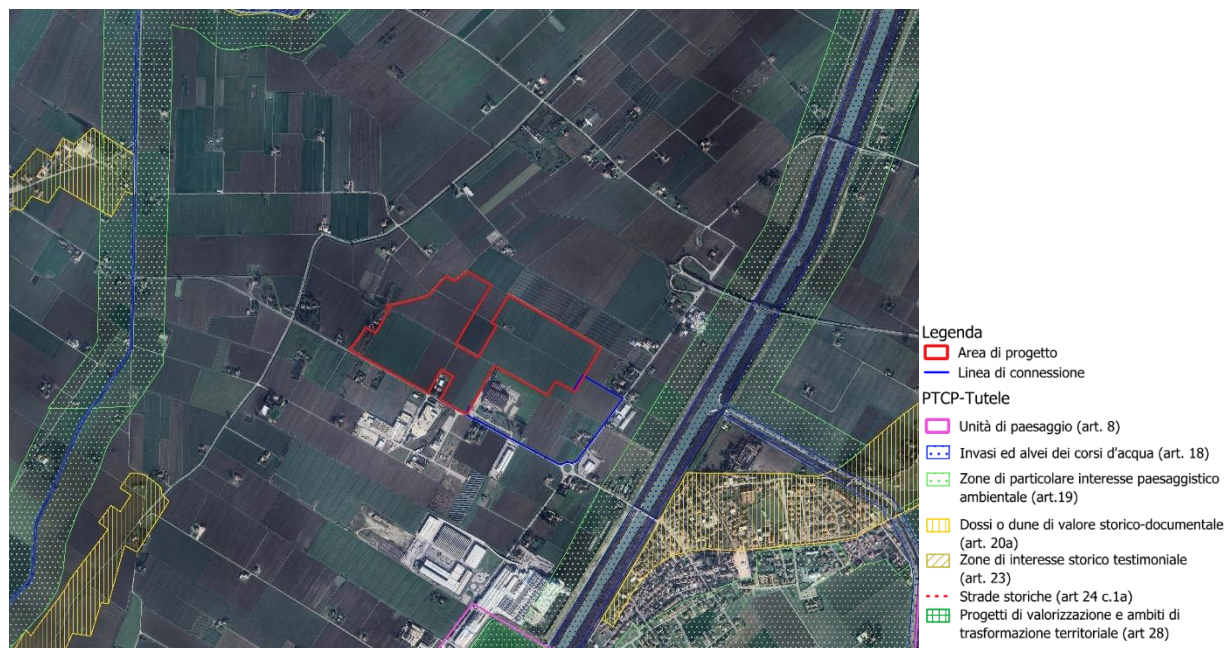 Legenda
Area di progetto
Linea di connessione
PTCP-Tutele
Unità di paesaggio (art. 8)
Invasi ed alvei dei corsi d'acqua (art. 18)
Zone di particolare interesse paesaggistico
ambientale (art.19)
Dossi o dune di valore storico-documentale
(art. 20a)
Zone di interesse storico testimoniale
(art. 23)
Strade storiche (art 24 c.1a)
Progetti di valorizzazione e ambiti di
trasformazione territoriale (art 28)